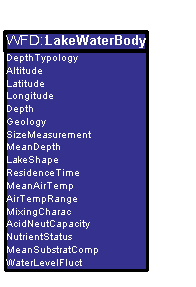 WFD:LakeWaterBody
DepthTypology
Altitude
Latitude
Longitude
Depth
Geology
SizeMeasurement
MeanDepth
LakeShape
ResidenceTime
MeanAirTemp
AirTempRange
MixingCharac
AcidNeutCapacity
NutrientStatus
MeanSubstratComp
WaterLevelFluct